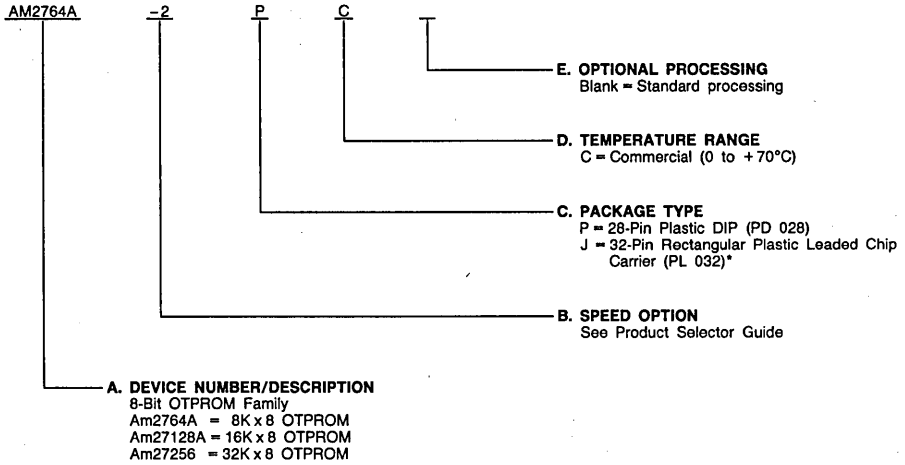 AM2764A -2 P C
E. OPTIONAL PROCESSING
Blank = Standard processing
D. TEMPERATURE RANGE
C = Commercial (0 to +70°C)
C. PACKAGE TYPE
P = 28-Pin Plastic DIP (PD 028)
J = 32-Pin Rectangular Plastic Leaded Chip
Carrier (PL 032)*
B. SPEED OPTION
See Product Selector Guide
A. DEVICE NUMBER/DESCRIPTION
8-Bit OTPROM Family
Am2764A = 8K x 8 OTPROM
Am27128A = 16K x 8 OTPROM
Am27256 = 32K x 8 OTPROM